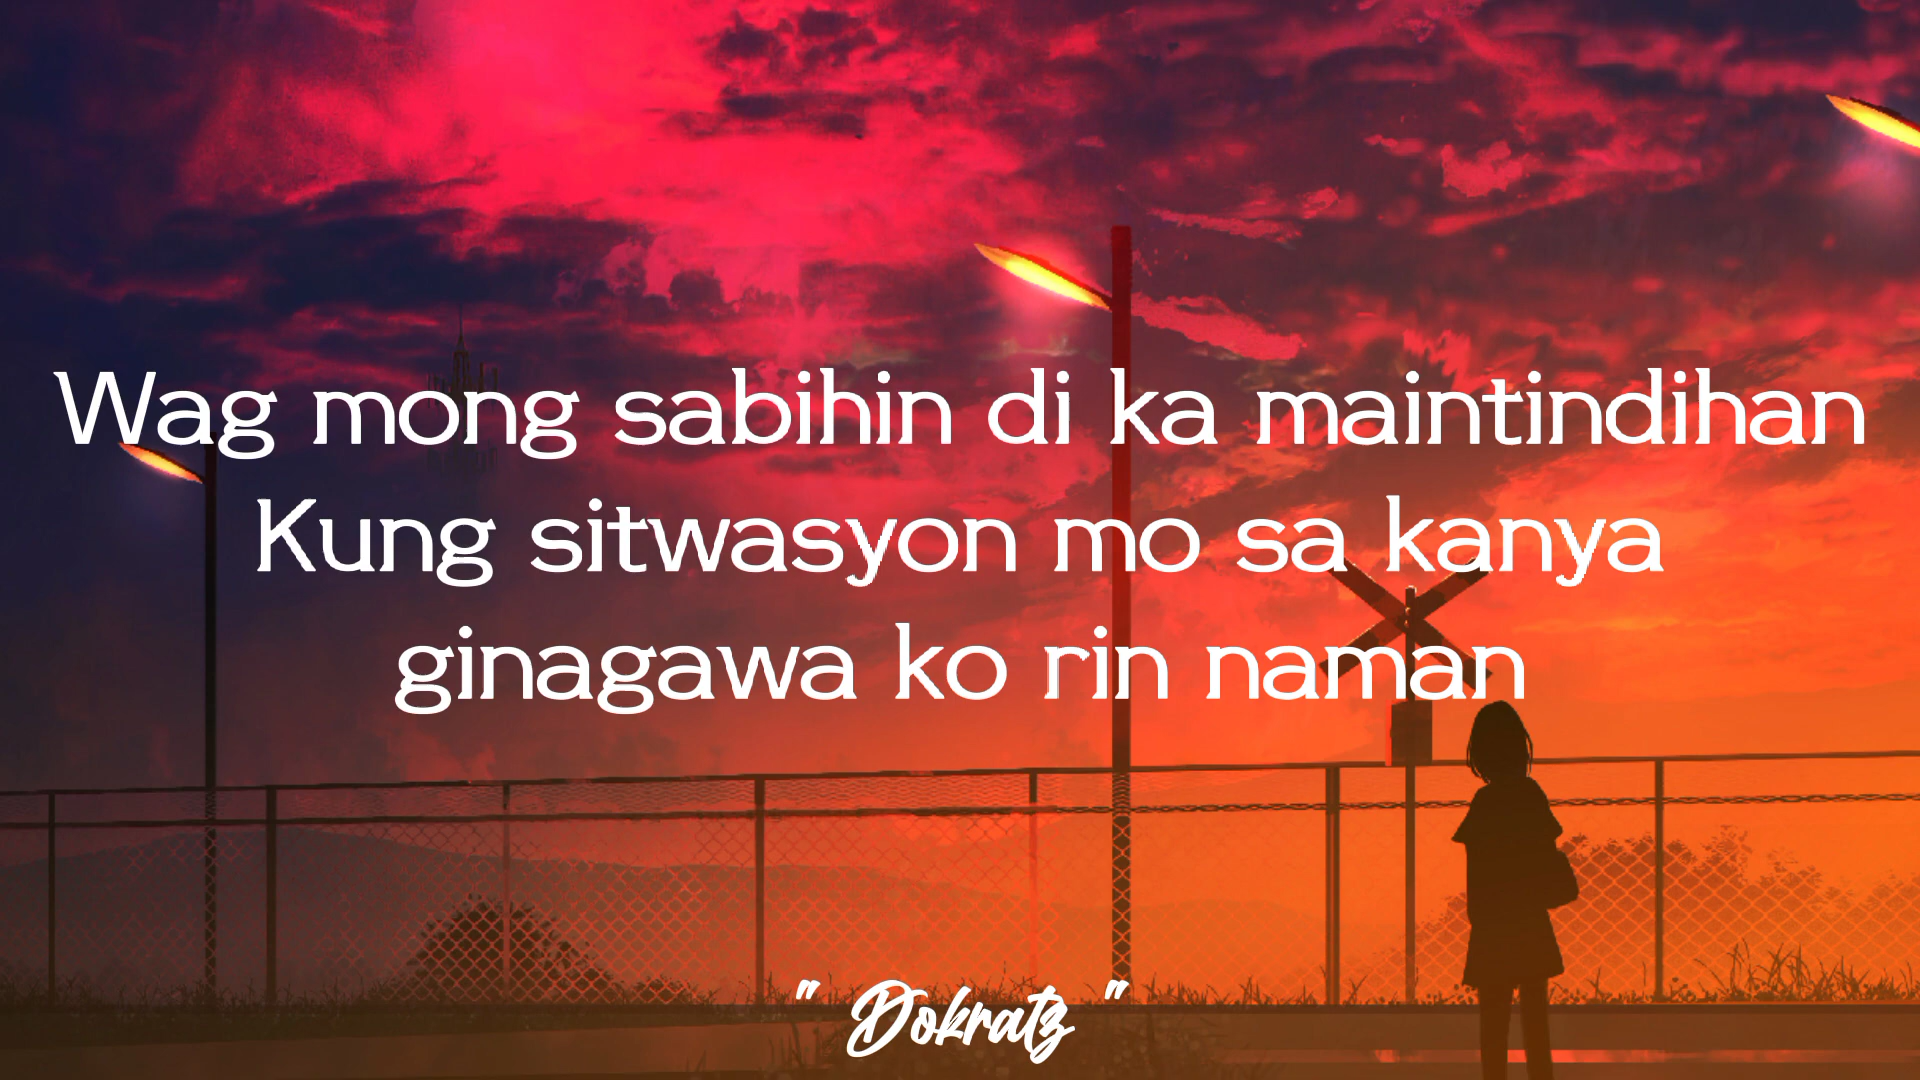 Wag mong sabihin di ka maintindihan
Kung sitwasyon mo sa kanya
ginagawa ko rin naman
" Dokratz "